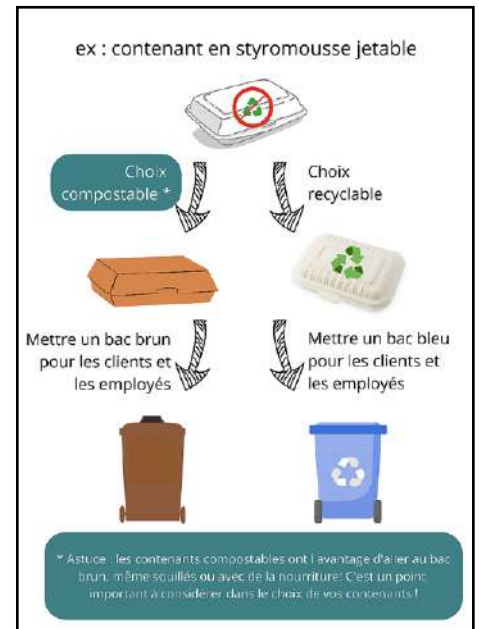 ex : contenant en styromousse jetable
Choix
compostable *
Choix
recyclable
Mettre un bac brun
pour les clients et
les employés
Mettre un bac bleu
pour les clients et
les employés
* Astuce : les contenants compostables ont l'avantage d'aller au bac
brun, même souillés ou avec de la nourriture! C'est un point
important à considérer dans le choix de vos contenants !